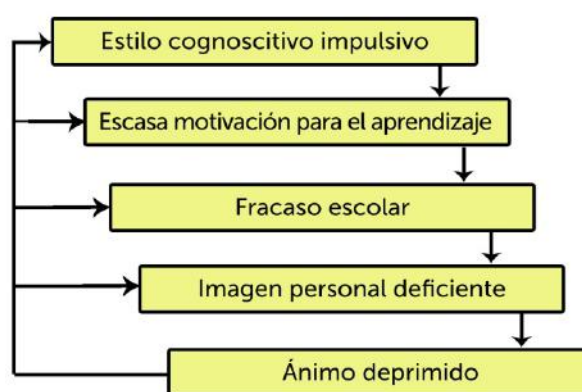 Estilo cognoscitivo impulsivo
Escasa motivación para el aprendizaje
Fracaso escolar
Imagen personal deficiente
Ánimo deprimido